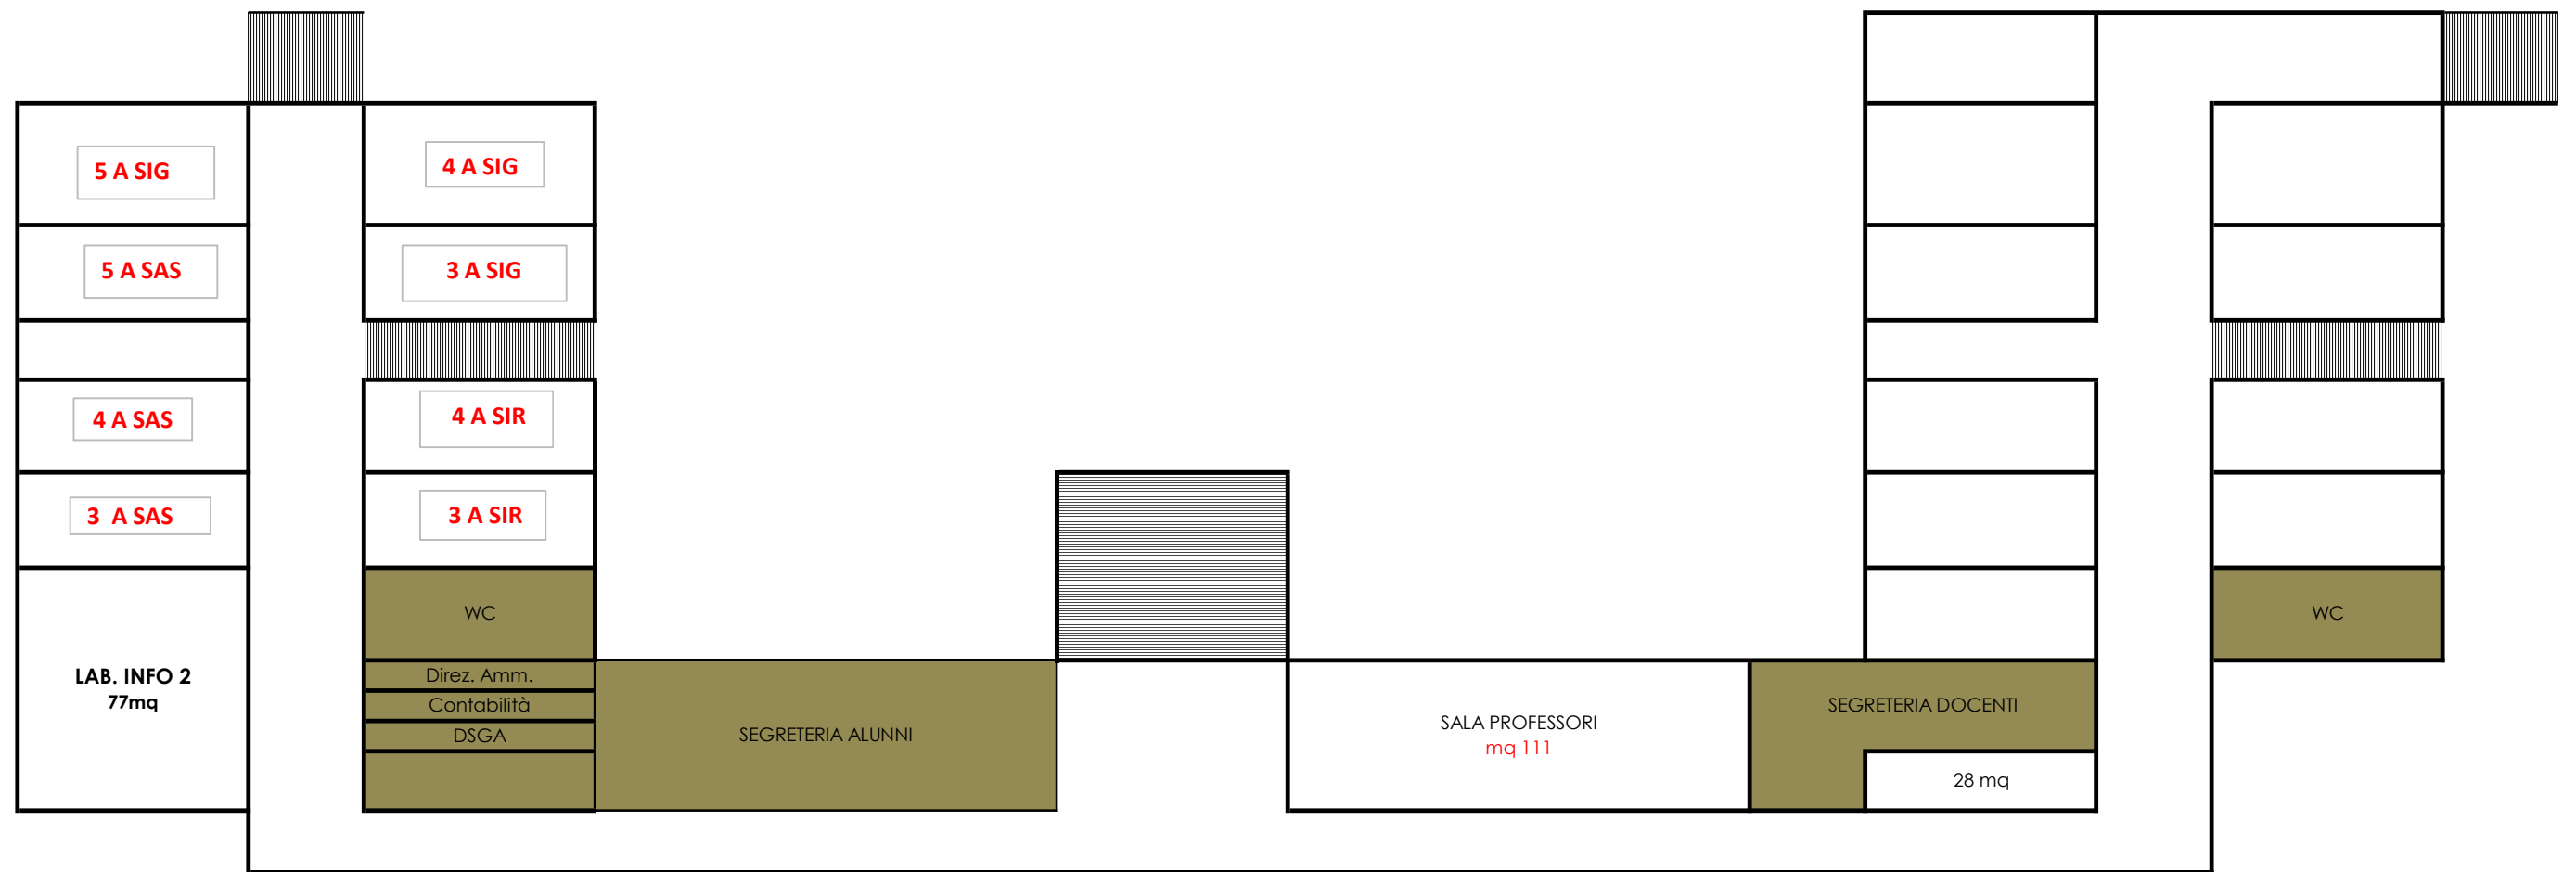 5 A SIG
4 A SIG
5 A SAS
3 A SIG
4 A SAS
4 A SIR
3 A SAS
3 A SIR
WC
WC
LAB. INFO 2
77mq
Direz. Amm.
Contabilità
DSGA
SEGRETERIA ALUNNI
SALA PROFESSORI
mq 111
SEGRETERIA DOCENTI
28 mq